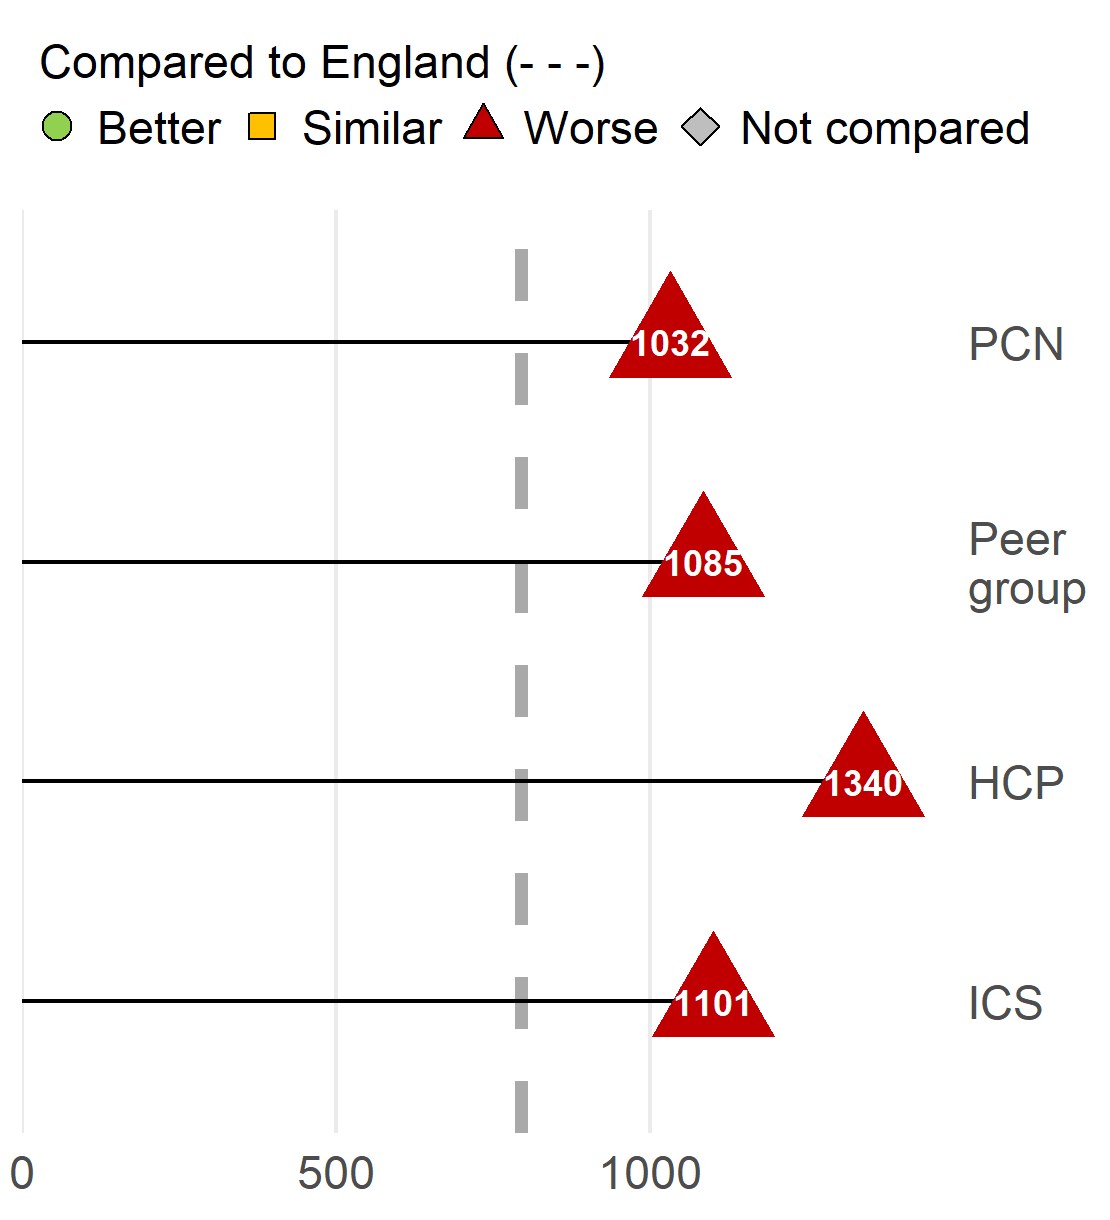 Compared to England (- - -)
Better Similar Worse Not compared
1032 PCN
1085 Peer
group
1340 HCP
1101 ICS
0 500 1000